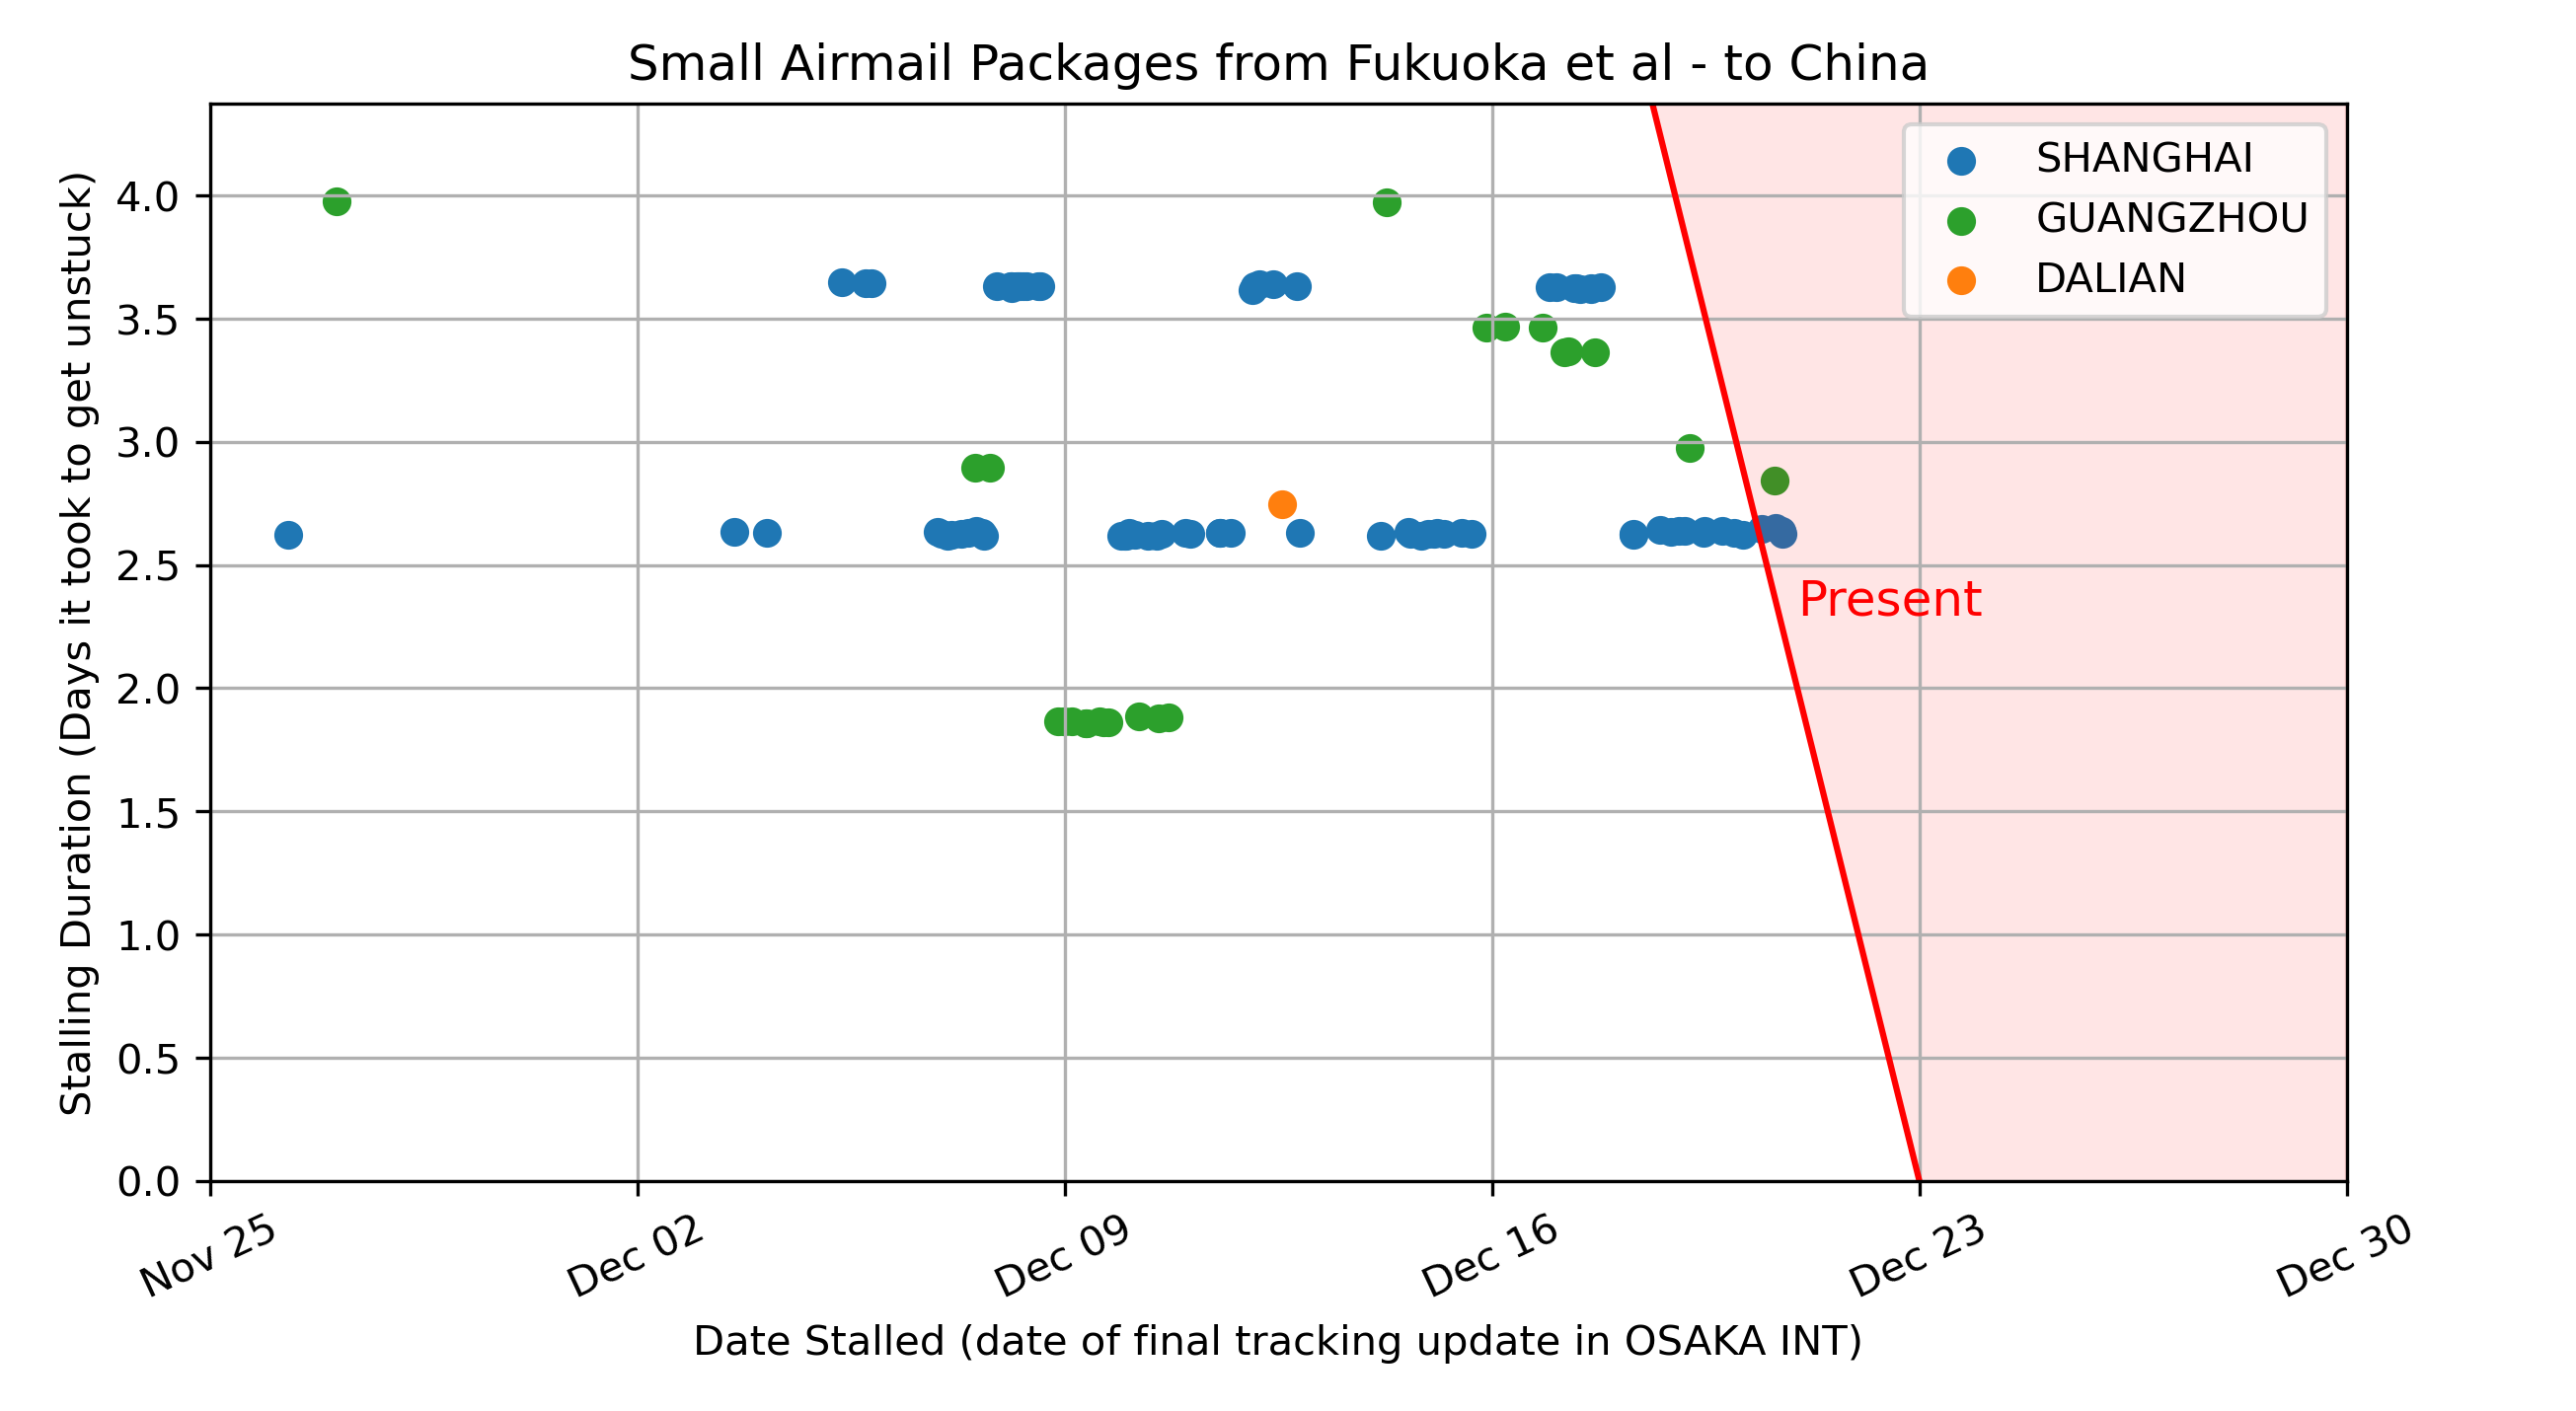 Small Airmail Packages from Fukuoka et al - to China
Stalling Duration (Days it took to get unstuck)
4.0
3.5
3.0
2.5
2.0
1.5
1.0
0.5
0.0
SHANGHAI
GUANGZHOU
DALIAN
Present
Nov 25
Dec 02
Dec 09
Dec 16
Dec 23
Dec 30
Date Stalled (date of final tracking update in OSAKA INT)